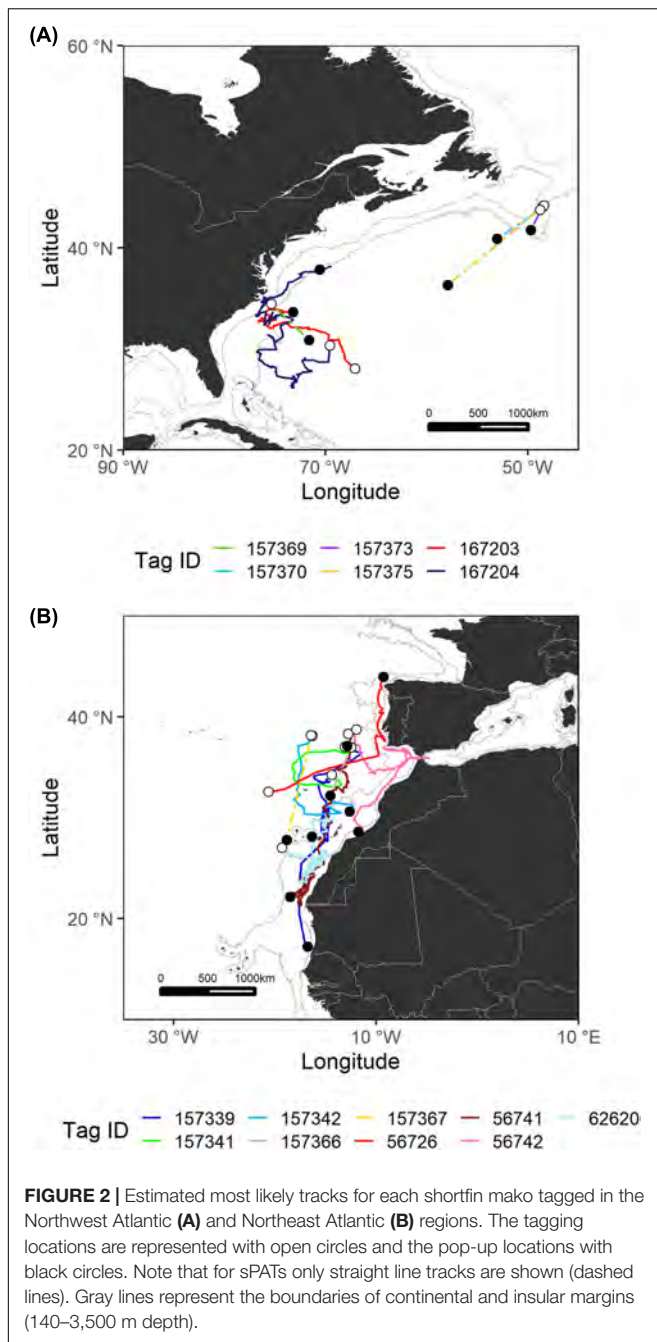 (A)
60 °N
40 °N
20 °N
Latitude
0 500 1000km
90 °W 70 °W 50 °W
Longitude
Tag ID 157369 157373 167203
157370 157375 167204
(B)
40 °N
20 °N
Latitude
0 500 1000km
30 °W 10 °W 10 °E
Longitude
Tag ID 157339 157342 157367 56741 62620
157341 157366 56726 56742
FIGURE 2 | Estimated most likely tracks for each shortfin mako tagged in the
Northwest Atlantic (A) and Northeast Atlantic (B) regions. The tagging
locations are represented with open circles and the pop-up locations with
black circles. Note that for sPATs only straight line tracks are shown (dashed
lines). Gray lines represent the boundaries of continental and insular margins
(140–3,500 m depth).